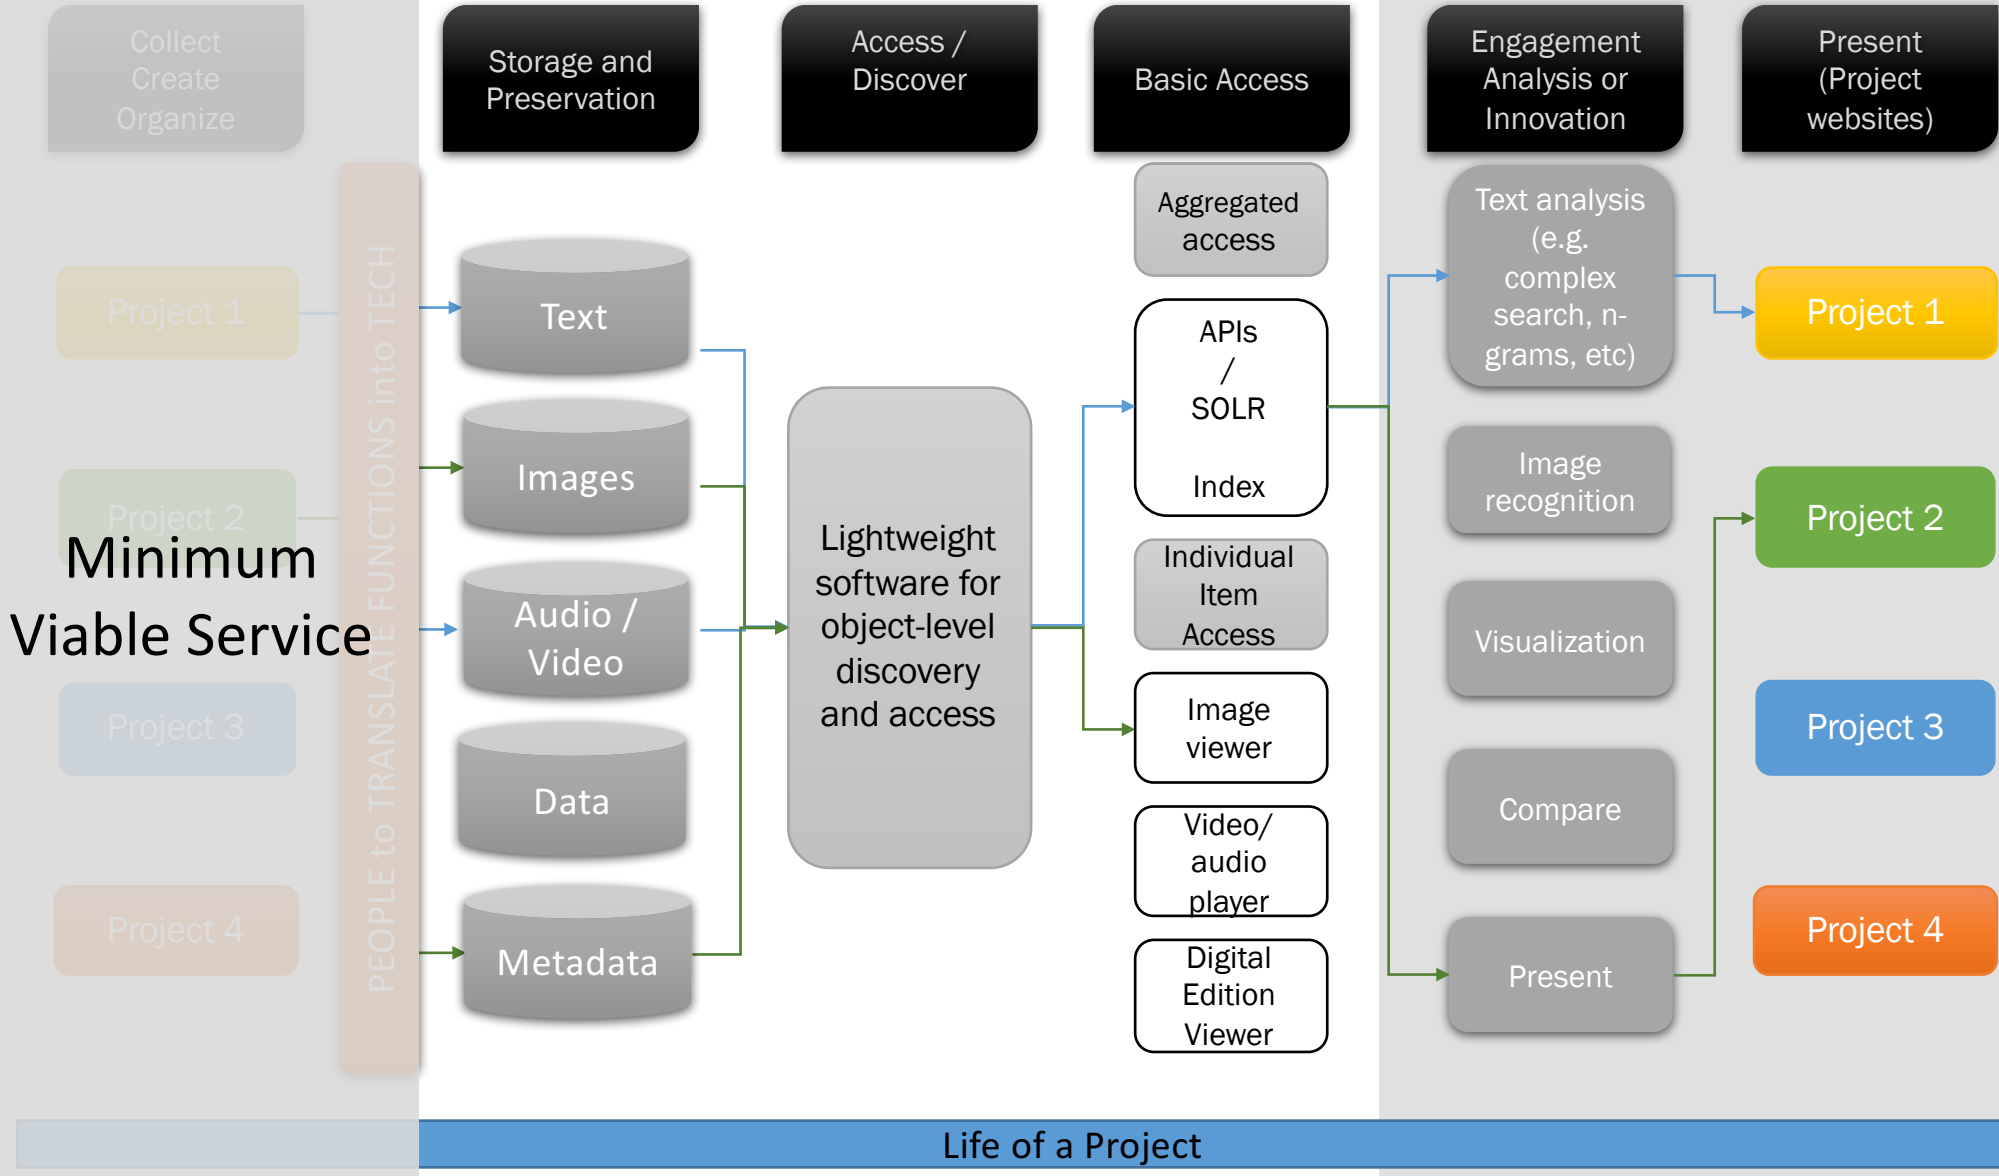 Collect
Create
Organize
Storage and
Preservation
Access /
Discover
Basic Access
Engagement
Analysis or
Innovation
Present
(Project
websites)
Project 1
Project 2
Project 3
Project 4
Minimum
Viable Service
PEOPLE to TRANSLATE FUNCTIONS into TECH
Text
Images
Audio /
Video
Data
Metadata
Lightweight
software for
object-level
discovery
and access
Aggregated
access
APIs
/
SOLR
Index
Individual
Item
Access
Image
viewer
Video/
audio
player
Digital
Edition
Viewer
Text analysis
(e.g.
complex
search, n-
grams, etc)
Image
recognition
Visualization
Compare
Present
Project 1
Project 2
Project 3
Project 4
Life of a Project